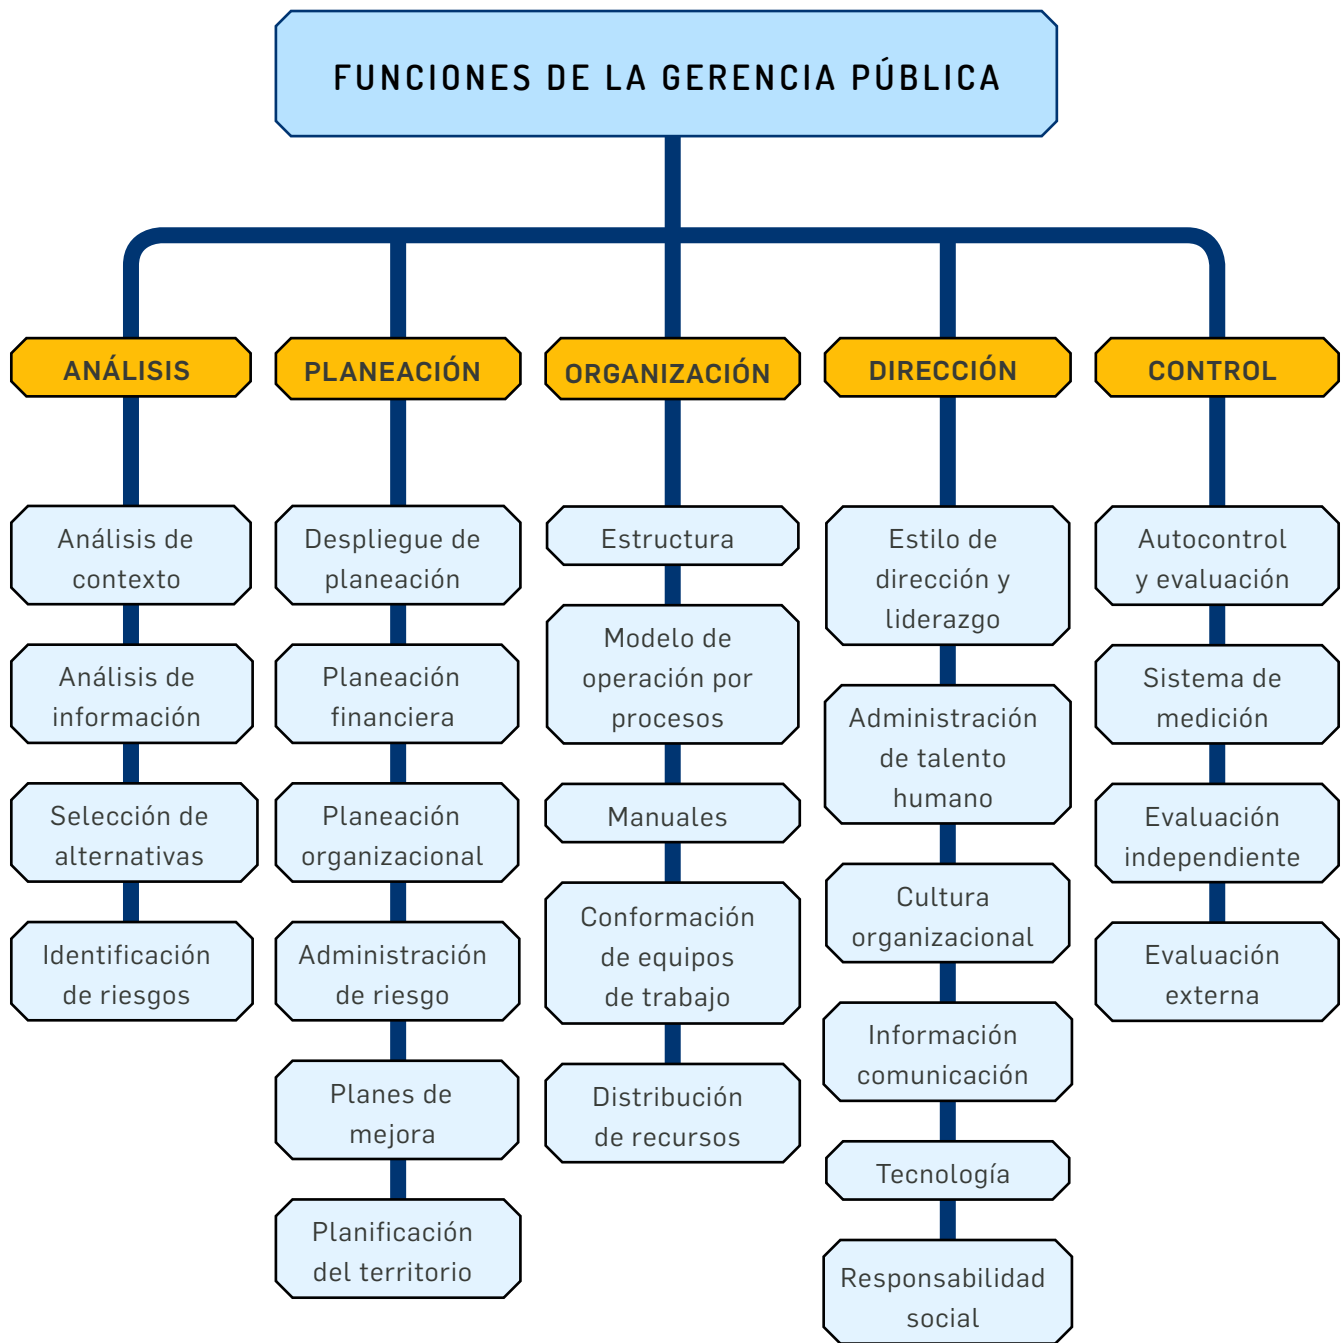 FUNCIONES DE LA GERENCIA PÚBLICA
ANÁLISIS
Análisis de
contexto
Análisis de
información
Selección de
alternativas
Identificación
de riesgos
PLANEACIÓN
Despliegue de
planeación
Planeación
financiera
Planeación
organizacional
Administración
de riesgo
Planes de
mejora
Planificación
del territorio
ORGANIZACIÓN
Estructura
Modelo de
operación por
procesos
Manuales
Conformación
de equipos
de trabajo
Distribución
de recursos
DIRECCIÓN
Estilo de
dirección y
liderazgo
Administración
de talento
humano
Cultura
organizacional
Información
comunicación
Tecnología
Responsabilidad
social
CONTROL
Autocontrol
y evaluación
Sistema de
medición
Evaluación
independiente
Evaluación
externa